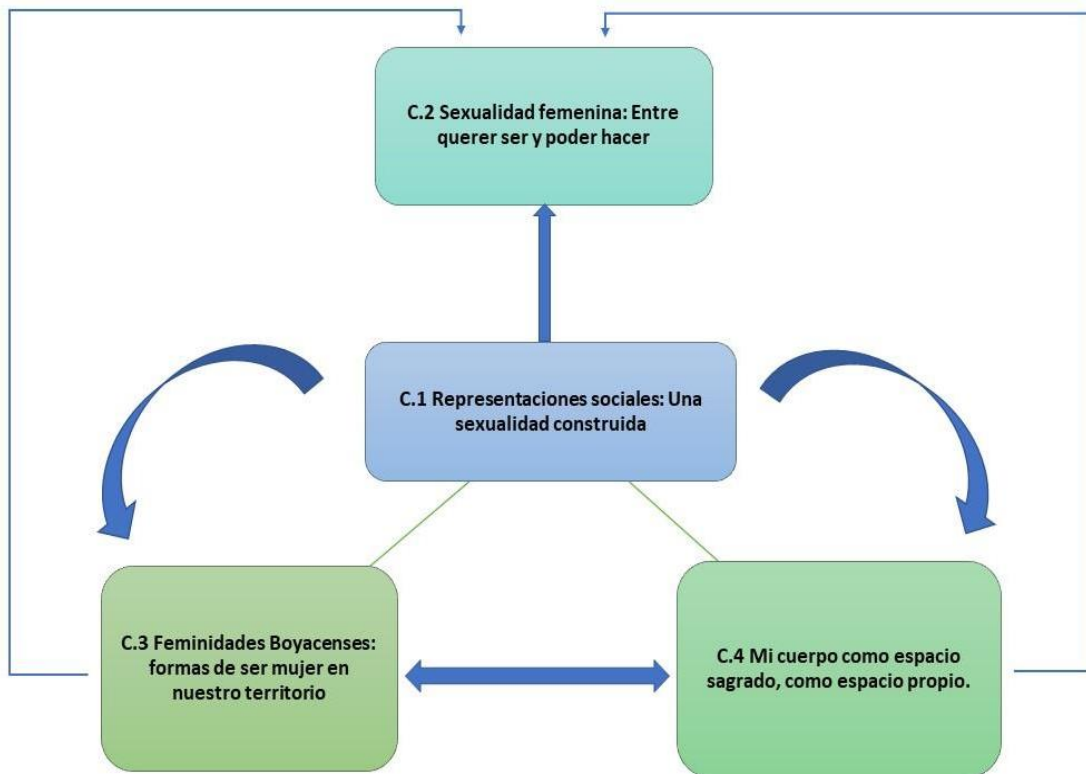 C.2 Sexualidad femenina: Entre
querer ser y poder hacer
C.1 Representaciones sociales: Una
sexualidad construida
C.3 Feminidades Boyacenses:
formas de ser mujer en
nuestro territorio
C.4 Mi cuerpo como espacio
sagrado, como espacio propio.